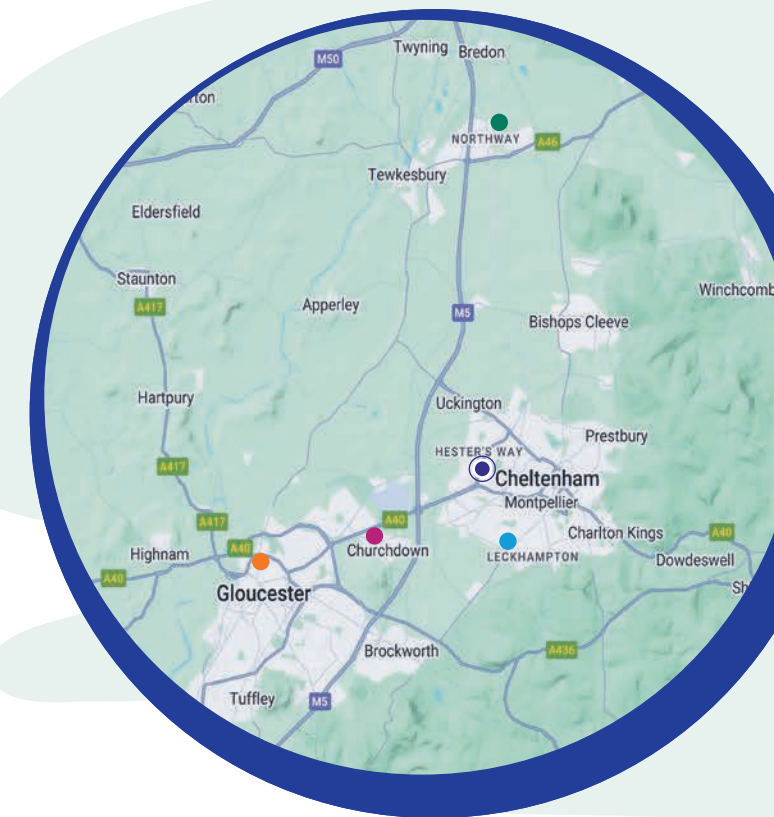 Twyning
Bredon
M50
NORTHWAY
A46
Tewkesbury
Eldersfield
Staunton
A417
Apperley
M5
Winchcomb
Bishops Cleeve
Hartpury
Uckington
Prestbury
HESTER'S WAY
A417
Cheltenham
Montpellier
A417
A40
Charlton Kings
A40
Highnam
A40
Churchdown
LECKHAMPTON
Dowdeswell
A40
Gloucester
Sh
Brockworth
A436
Tuffley
M5